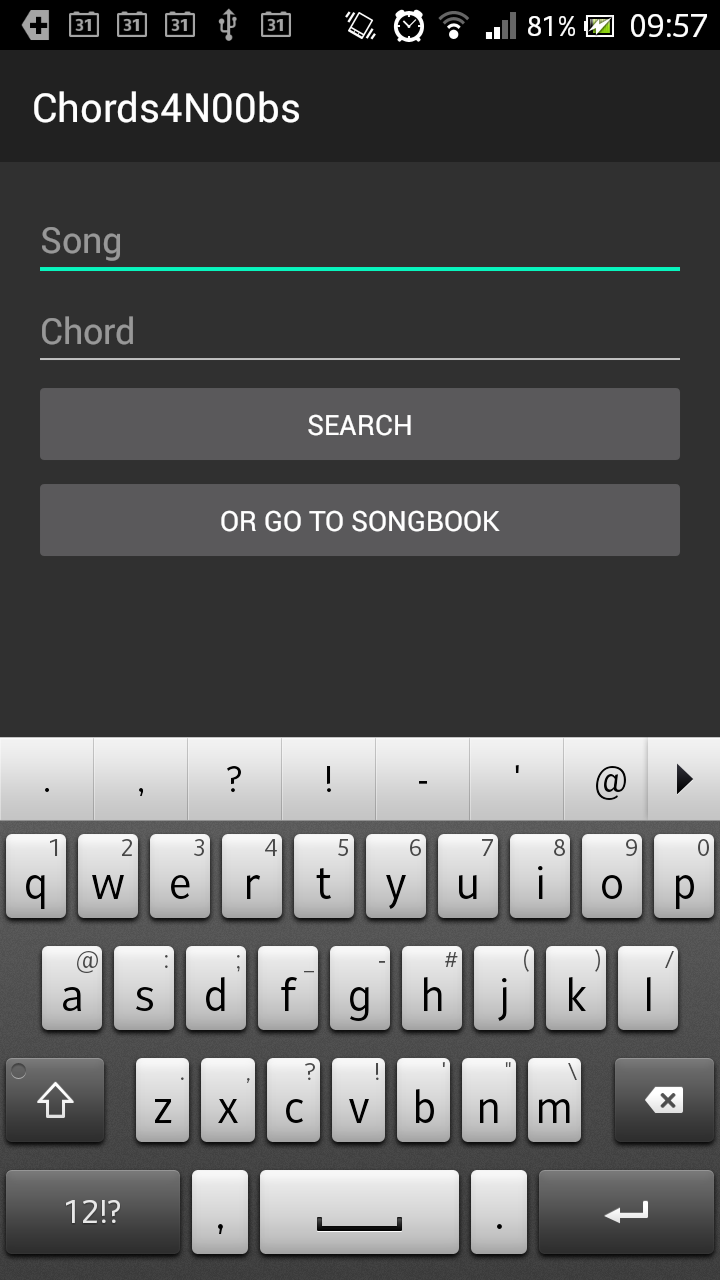 31 31 31 31 81% 09:57
Chords4N00bs
Song
Chord
SEARCH
OR GO TO SONGBOOK
. , ? ! - ' @
1 2 3 4 5 6 7 8 9 0
q w e r t y u i o p
@ : ; _ - # ( ) /
a s d f g h j k l
. , ? ! ' " \
z x c v b n m
12!? , .